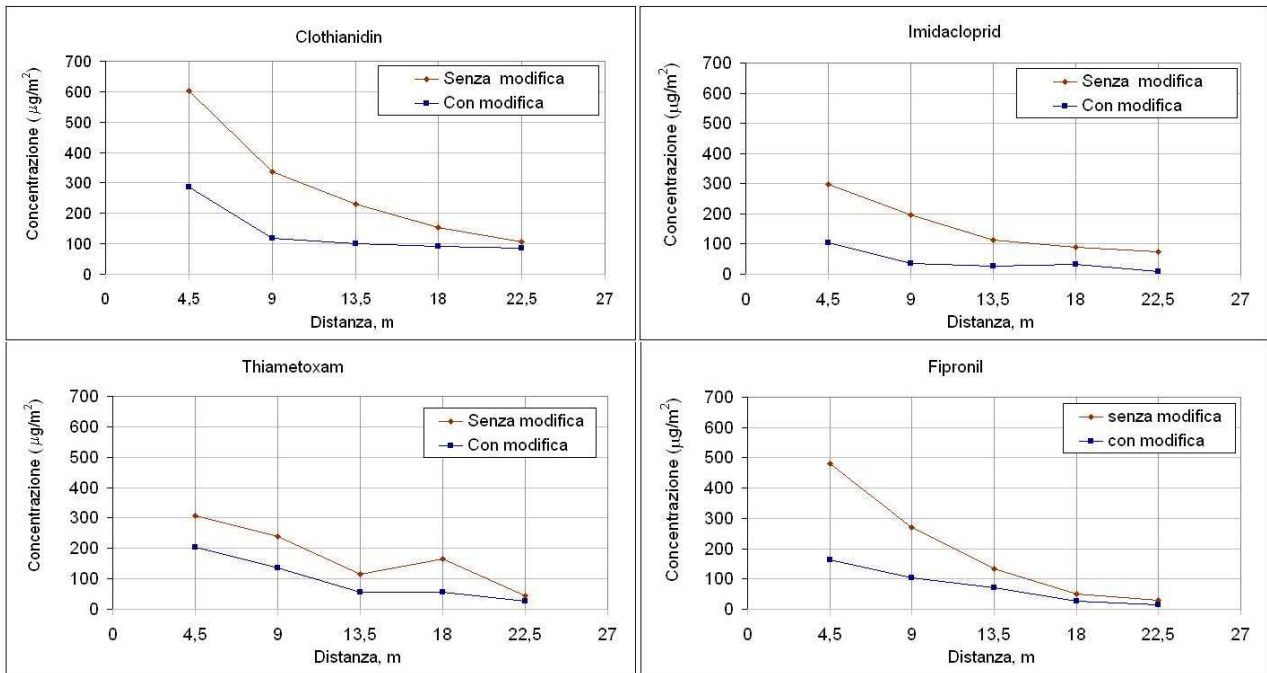 Clothianidin
Concentrazione ( µg/m²)
700
600
500
400
300
200
100
0
Senza modifica
Con modifica
0 4,5 9 13,5 18 22,5 27
Distanza, m
Imidacloprid
Concentrazione (µg/m²)
700
600
500
400
300
200
100
0
Senza modifica
Con modifica
0 4,5 9 13,5 18 22,5 27
Distanza, m
Thiametoxam
Concentrazione ( µg/m²)
700
600
500
400
300
200
100
0
Senza modifica
Con modifica
0 4,5 9 13,5 18 22,5 27
Distanza, m
Fipronil
Concentrazione (µg/m²)
700
600
500
400
300
200
100
0
senza modifica
con modifica
0 4,5 9 13,5 18 22,5 27
Distanza, m